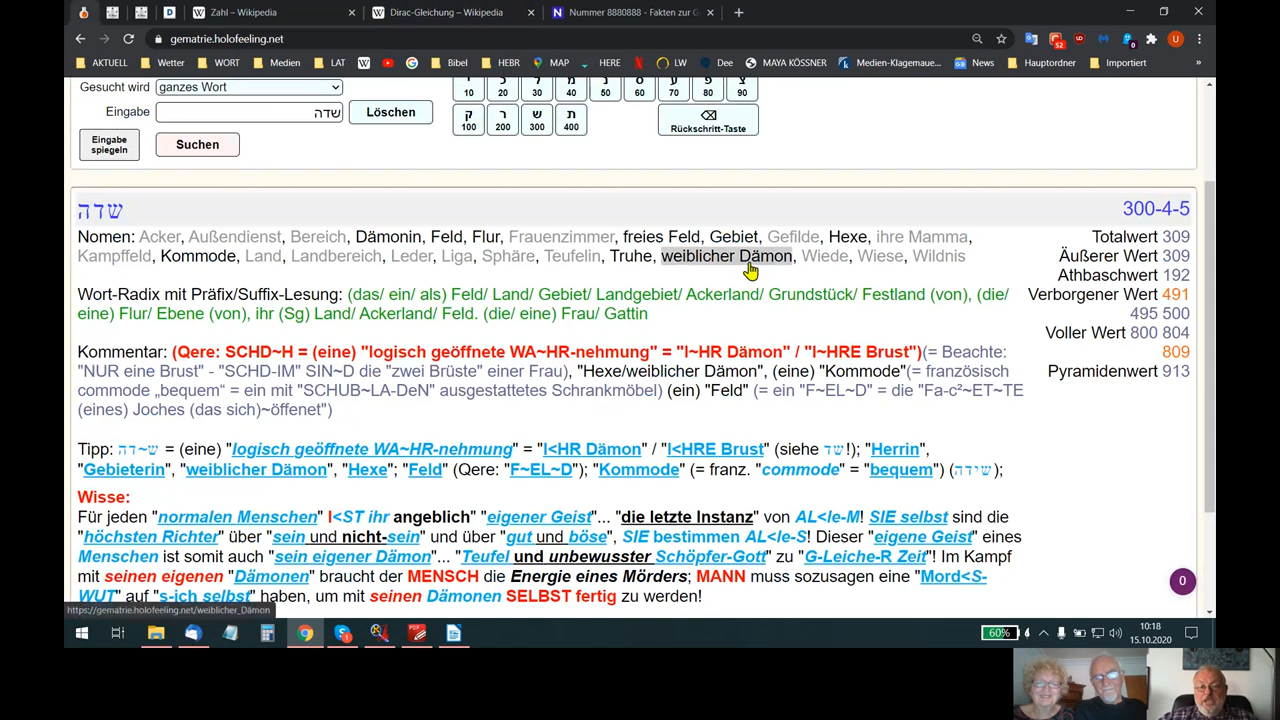 Zahl – Wikipedia
Dirac-Gleichung – Wikipedia
Nummer 8880888 - Fakten zur G
gematrie.holofeeling.net
AKTUELL Wetter WORT Medien LAT Bibel HEBR MAP HERE LW Dee MAYA KÖSSNER Medien-Klagemaue... News Hauptordner Importiert »
Gesucht wird ganzes Wort
Eingabe שדה Löschen
Eingabe spiegeln Suchen
י כ ל מ נ ס ע פ צ
10 20 30 40 50 60 70 80 90
ק ר ש ת
100 200 300 400
Rückschritt-Taste
שדה 300-4-5
Nomen: Acker, Außendienst, Bereich, Dämonin, Feld, Flur, Frauenzimmer, freies Feld, Gebiet, Gefilde, Hexe, ihre Mamma,
Kampffeld, Kommode, Land, Landbereich, Leder, Liga, Sphäre, Teufelin, Truhe, weiblicher Dämon, Wiede, Wiese, Wildnis
Totalwert 309
Äußerer Wert 309
Athbaschwert 192
Verborgener Wert 491
495 500
Voller Wert 800 804
809
Pyramidenwert 913
Wort-Radix mit Präfix/Suffix-Lesung: (das/ ein/ als) Feld/ Land/ Gebiet/ Landgebiet/ Ackerland/ Grundstück/ Festland (von), (die/
eine) Flur/ Ebene (von), ihr (Sg) Land/ Ackerland/ Feld. (die/ eine) Frau/ Gattin
Kommentar: (Qere: SCHD~H = (eine) "logisch geöffnete WA~HR-nehmung" = "I~HR Dämon" / "I~HRE Brust")(= Beachte:
"NUR eine Brust" - "SCHD-IM" SIN~D die "zwei Brüste" einer Frau), "Hexe/weiblicher Dämon", (eine) "Kommode"(= französisch
commode „bequem" = ein mit "SCHUB~LA-DeN" ausgestattetes Schrankmöbel) (ein) "Feld" (= ein "F~EL~D" = die "Fa-c²~ET~TE
(eines) Joches (das sich)~öffenet")
Tipp: ש~דה = (eine) "logisch geöffnete WA~HR-nehmung" = "I<HR Dämon" / "I<HRE Brust" (siehe שד !); "Herrin",
"Gebieterin", "weiblicher Dämon", "Hexe"; "Feld" (Qere: "F~EL~D"); "Kommode" (= franz. "commode" = "bequem") (שידה);
Wisse:
Für jeden "normalen Menschen" I<ST ihr angeblich "eigener Geist"... "die letzte Instanz" von AL<le-M! SIE selbst sind die
"höchsten Richter" über "sein und nicht-sein" und über "gut und böse", SIE bestimmen AL<le-S! Dieser "eigene Geist" eines
Menschen ist somit auch "sein eigener Dämon"... "Teufel und unbewusster Schöpfer-Gott" zu "G-Leiche-R Zeit"! Im Kampf
mit seinen eigenen "Dämonen" braucht der MENSCH die Energie eines Mörders; MANN muss sozusagen eine "Mord<S-
WUT" auf "s-ich selbst" haben, um mit seinen Dämonen SELBST fertig zu werden!
https://gematrie.holofeeling.net/weiblicher_Dämon
0
60%
10:18
15.10.2020